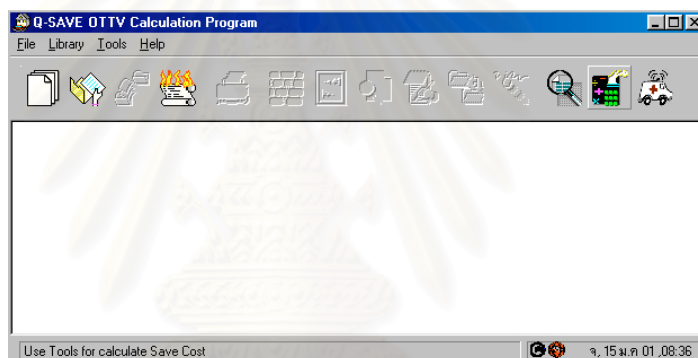 Q-SAVE OTTV Calculation Program
File Library Tools Help
Use Tools for calculate Save Cost
จ, 15 ม.ค 01 ,08:36